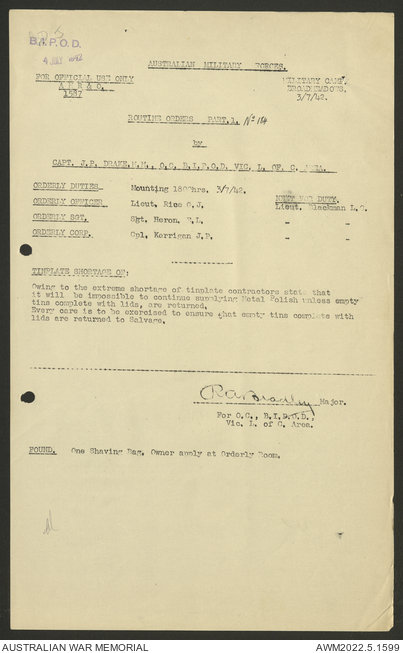 B.I.P.O.D.
4 JUL 1942
AUSTRALIAN MILITARY FORCES.
FOR OFFICIAL USE ONLY
MILITARY CAMP,
BROADMEADOWS.
3/7/42.
1537
ROUTINE ORDERS PART.1. No 154
by
CAPT. J.P. DRAKE.M.M., O.C. B.I.P.O.D. VIC. L. OF C. AREA.
ORDERLY DUTIES Mounting 1800hrs. 3/7/42.
ORDERLY OFFICER Lieut. Rice C.J. NEXT FOR DUTY.
Lieut. Blackman L.C.
ORDERLY SGT. Sgt. Heron, F.L. "
ORDERLY CORP. Cpl. Kerrigan J.P. "
TINPLATE SHORTAGE OF:
Owing to the extreme shortage of tinplate contractors state that
it will be impossible to continue supplying Metal Polish unless empty
tins complete with lids, are returned.
Every care is to be exercised to ensure that empty tins complete with
lids are returned to Salvage.
R.A. Bradley Major.
For O.C., B.I.P.O.D.,
Vic. L. of C. Area.
FOUND. One Shaving Bag. Owner apply at Orderly Room.
AUSTRALIAN WAR MEMORIAL
AWM2022.5.1599